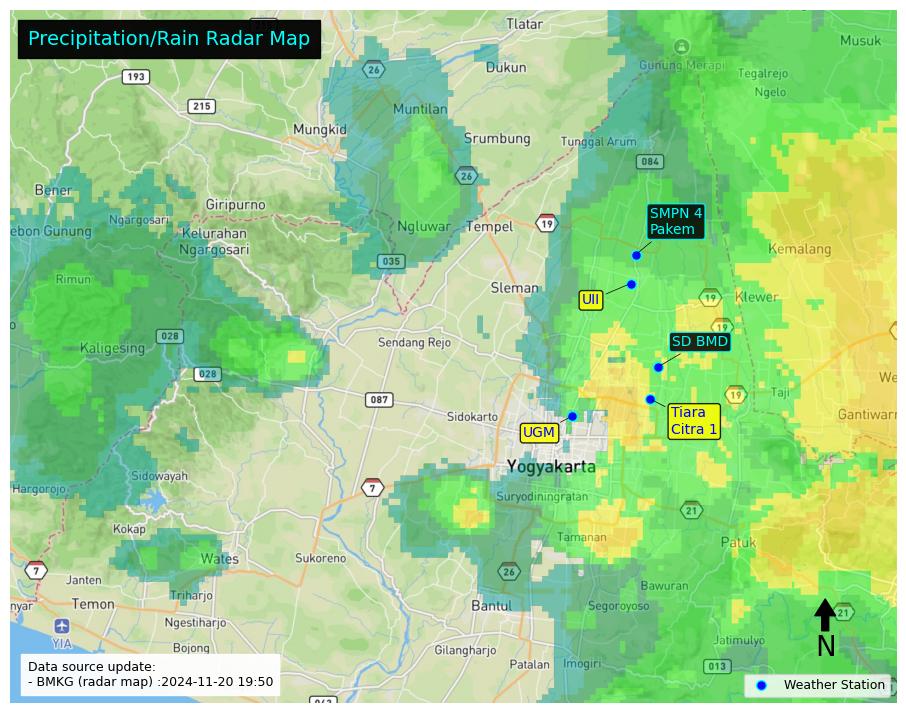 Precipitation/Rain Radar Map
Tlatar
Musuk
26
Dukun
Gunung Merapi
193
Tegalrejo
Ngelo
215
Muntilan
Mungkid
Srumbung
Tunggal Arum
084
26
Bener
Giripurno
SMPN 4
Pakem
Ngargosari
Ngluwar
Tempel
19
ebon Gunung
Kelurahan
Ngargosari
Kemalang
035
Rimun
Sleman
UII
19
Klewer
19
028
Sendang Rejo
SD BMD
Kaligesing
028
We
087
19
Taji
Sidokarto
Tiara
Citra 1
Gantiwarn
UGM
Yogyakarta
Sidowayah
Hargorojo
7
Suryodiningratan
21
Kokap
Tamanan
Patuk
Wates
Sukoreno
7
26
Janten
Bawuran
Triharjo
nyar
Temon
Bantul
Segoroyoso
21
Ngestiharjo
YIA
N
Bojong
Gilangharjo
Jatimulyo
Patalan
Imogiri
013
Data source update:
- BMKG (radar map) :2024-11-20 19:50
Weather Station